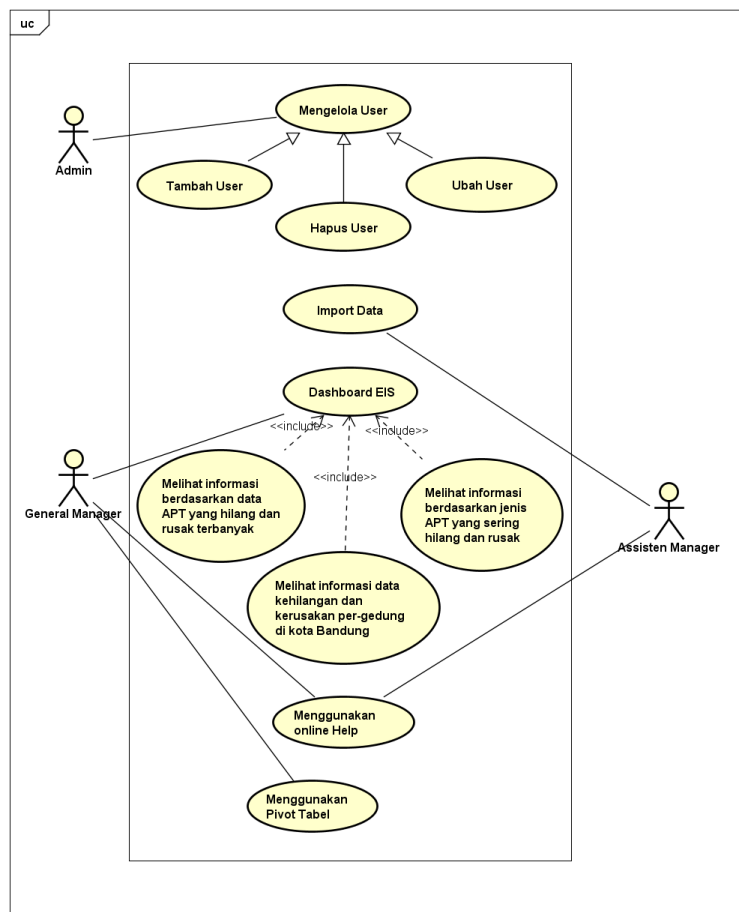 uc
Mengelola User
Admin
Tambah User
Ubah User
Hapus User
Import Data
Dashboard EIS
<<include>>
<<include>>
<<include>>
General Manager
Melihat informasi
berdasarkan data
APT yang hilang dan
rusak terbanyak
Melihat informasi
berdasarkan jenis
APT yang sering
hilang dan rusak
Assisten Manager
Melihat informasi data
kehilangan dan
kerusakan per-gedung
di kota Bandung
Menggunakan
online Help
Menggunakan
Pivot Tabel